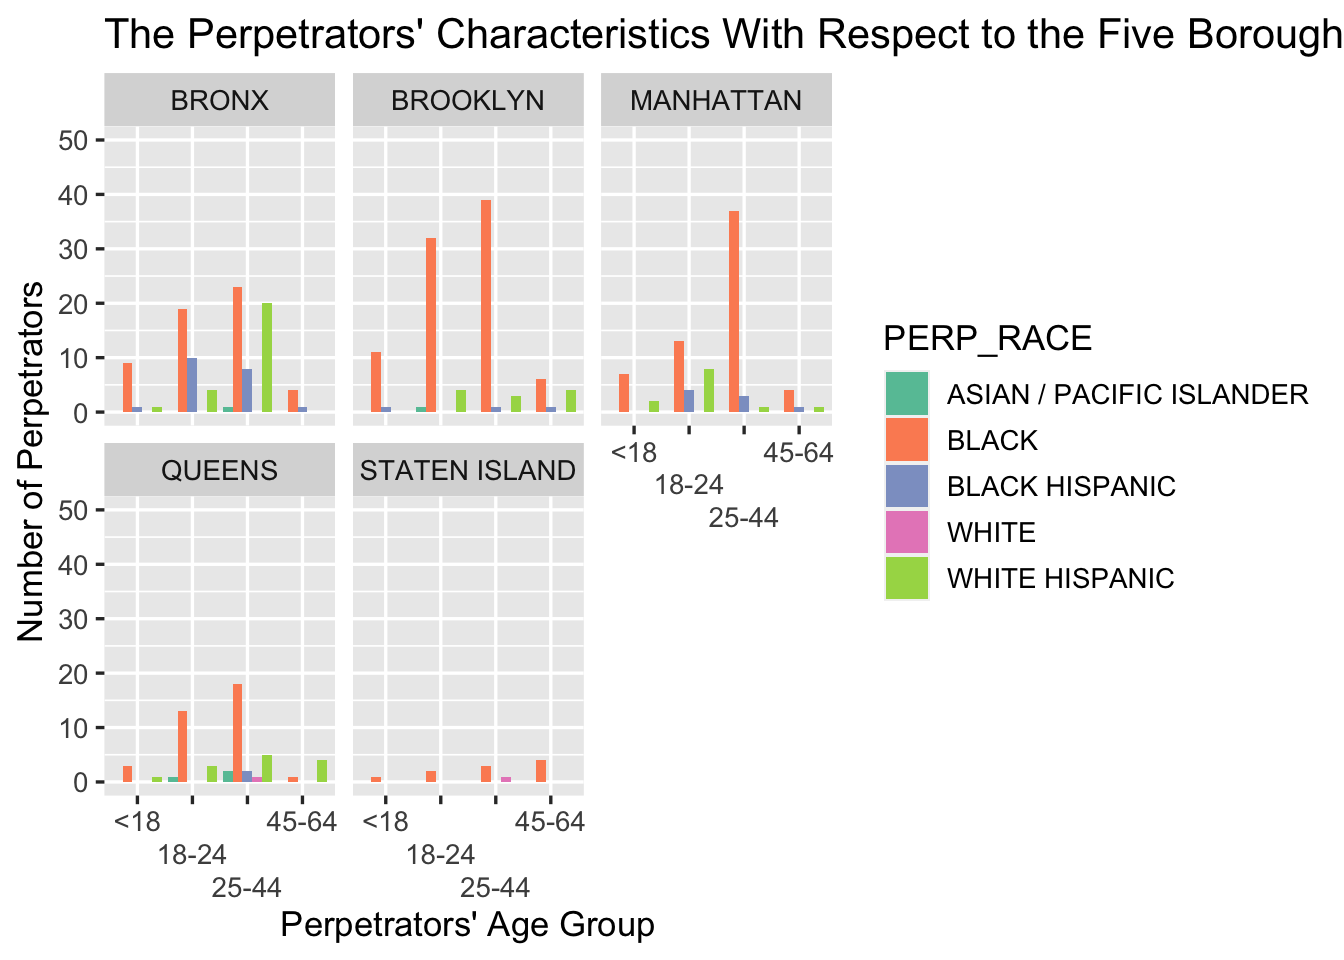 The Perpetrators' Characteristics With Respect to the Five Borough
BRONX
BROOKLYN
MANHATTAN
50
40
30
20
10
0
<18
18-24
25-44
45-64
QUEENS
STATEN ISLAND
50
40
30
20
10
0
<18
18-24
25-44
45-64
<18
18-24
25-44
45-64
Number of Perpetrators
Perpetrators' Age Group
PERP_RACE
ASIAN / PACIFIC ISLANDER
BLACK
BLACK HISPANIC
WHITE
WHITE HISPANIC